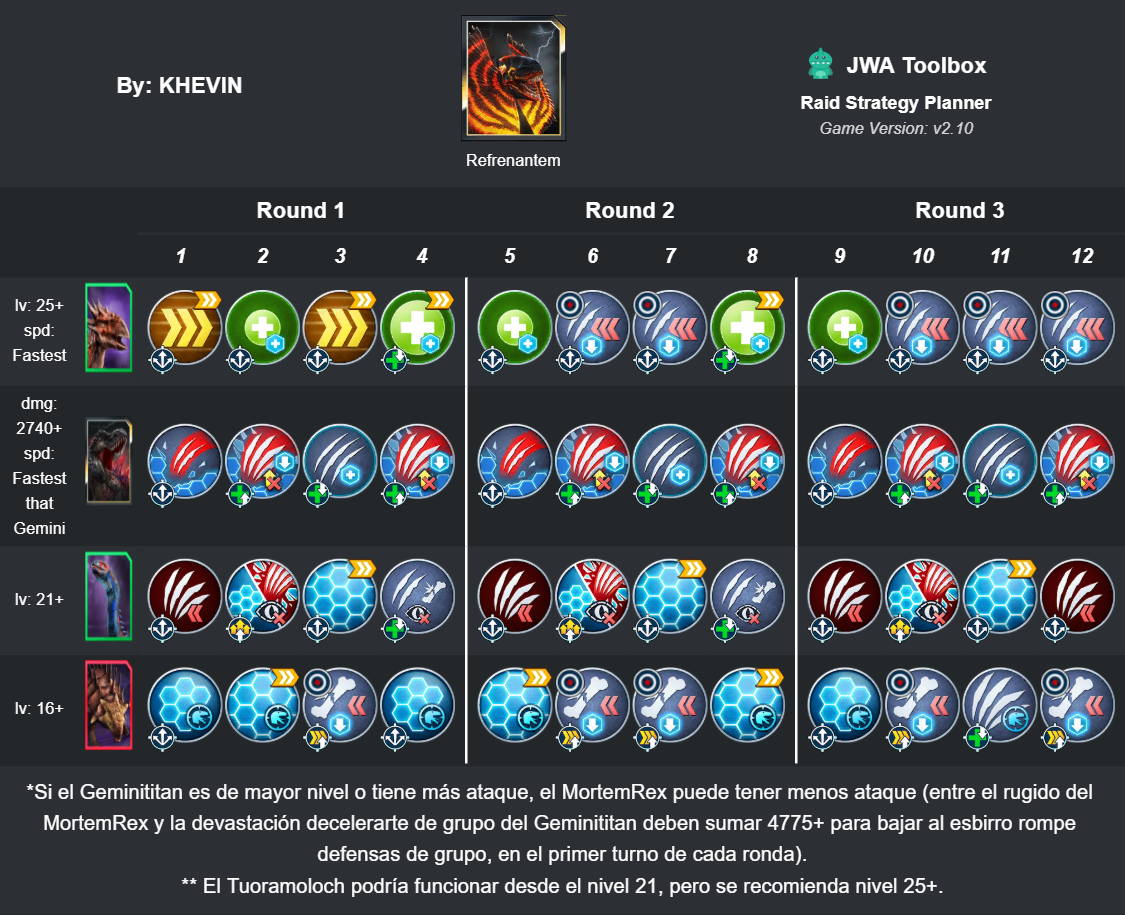 By: KHEVIN
Refrenantem
JWA Toolbox
Raid Strategy Planner
Game Version: v2.10
Round 1
Round 2
Round 3
1 2 3 4 5 6 7 8 9 10 11 12
lv: 25+
spd:
Fastest
dmg:
2740+
spd:
Fastest
that
Gemini
lv: 21+
lv: 16+
*Si el Geminititan es de mayor nivel o tiene más ataque, el MortemRex puede tener menos ataque (entre el rugido del
MortemRex y la devastación decelerarte de grupo del Geminititan deben sumar 4775+ para bajar al esbirro rompe
defensas de grupo, en el primer turno de cada ronda).
** El Tuoramoloch podría funcionar desde el nivel 21, pero se recomienda nivel 25+.